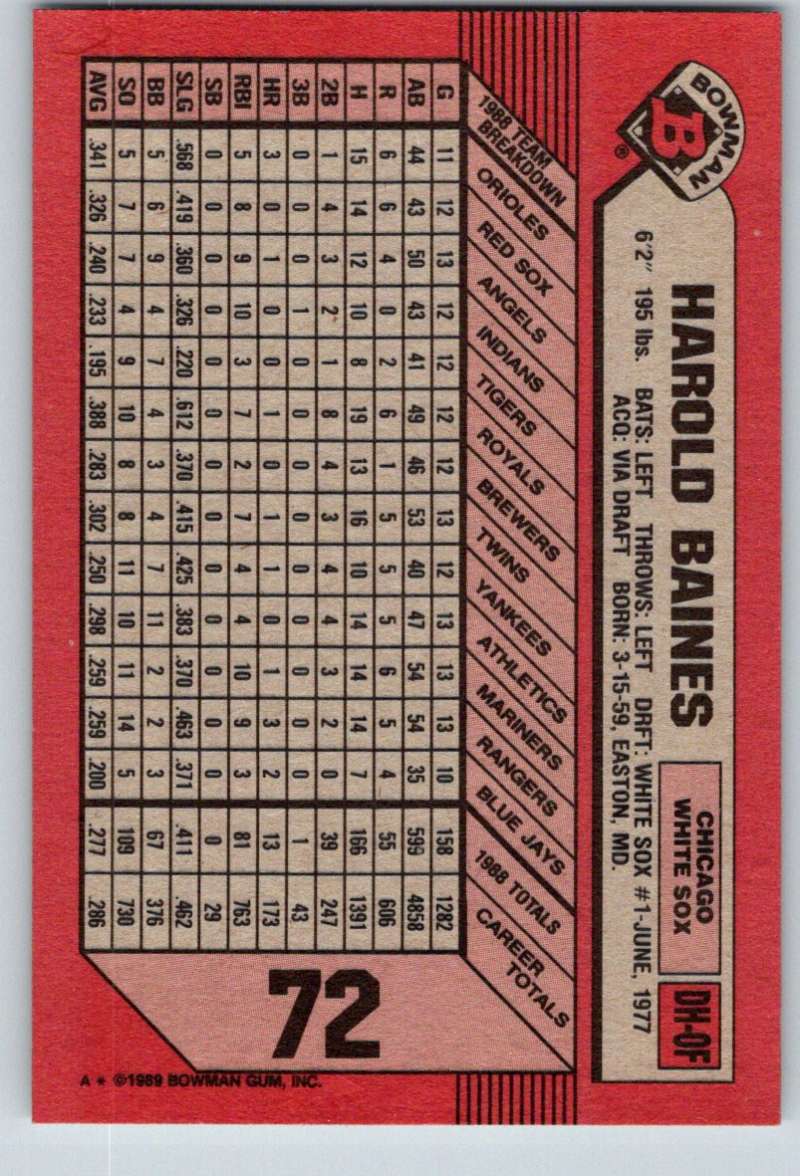 BOWMAN
B
®
HAROLD BAINES
CHICAGO
WHITE SOX
DH-OF
6'2" 195 lbs. BATS: LEFT THROWS: LEFT DRFT: WHITE SOX #1-JUNE, 1977
ACQ: VIA DRAFT BORN: 3-15-59, EASTON, MD.
1988 TEAM
BREAKDOWN
ORIOLES
RED SOX
ANGELS
INDIANS
TIGERS
ROYALS
BREWERS
TWINS
YANKEES
ATHLETICS
MARINERS
RANGERS
BLUE JAYS
1988 TOTALS
CAREER
TOTALS
G 11 12 13 12 12 12 12 13 12 13 13 13 10 158 1282
AB 44 43 50 43 41 49 46 53 40 47 54 54 35 599 4858
R 6 6 4 0 2 6 1 5 5 5 6 5 4 55 606
H 15 14 12 10 8 19 13 16 10 14 14 14 7 166 1391
2B 1 4 3 2 1 8 4 3 4 4 3 2 0 39 247
3B 0 0 0 1 0 0 0 0 0 0 0 0 0 1 43
HR 3 0 1 0 0 1 0 1 1 0 1 3 2 13 173
RBI 5 8 9 10 3 7 2 7 4 4 10 9 3 81 763
SB 0 0 0 0 0 0 0 0 0 0 0 0 0 0 29
SLG .568 .419 .360 .326 .220 .612 .370 .415 .425 .383 .370 .463 .371 .411 .462
BB 5 6 9 4 7 4 3 4 7 11 2 2 3 67 376
SO 5 7 7 4 9 10 8 8 11 10 11 14 5 109 730
AVG .341 .326 .240 .233 .195 .388 .283 .302 .250 .298 .259 .259 .200 .277 .286
72
A * ©1989 BOWMAN GUM, INC.